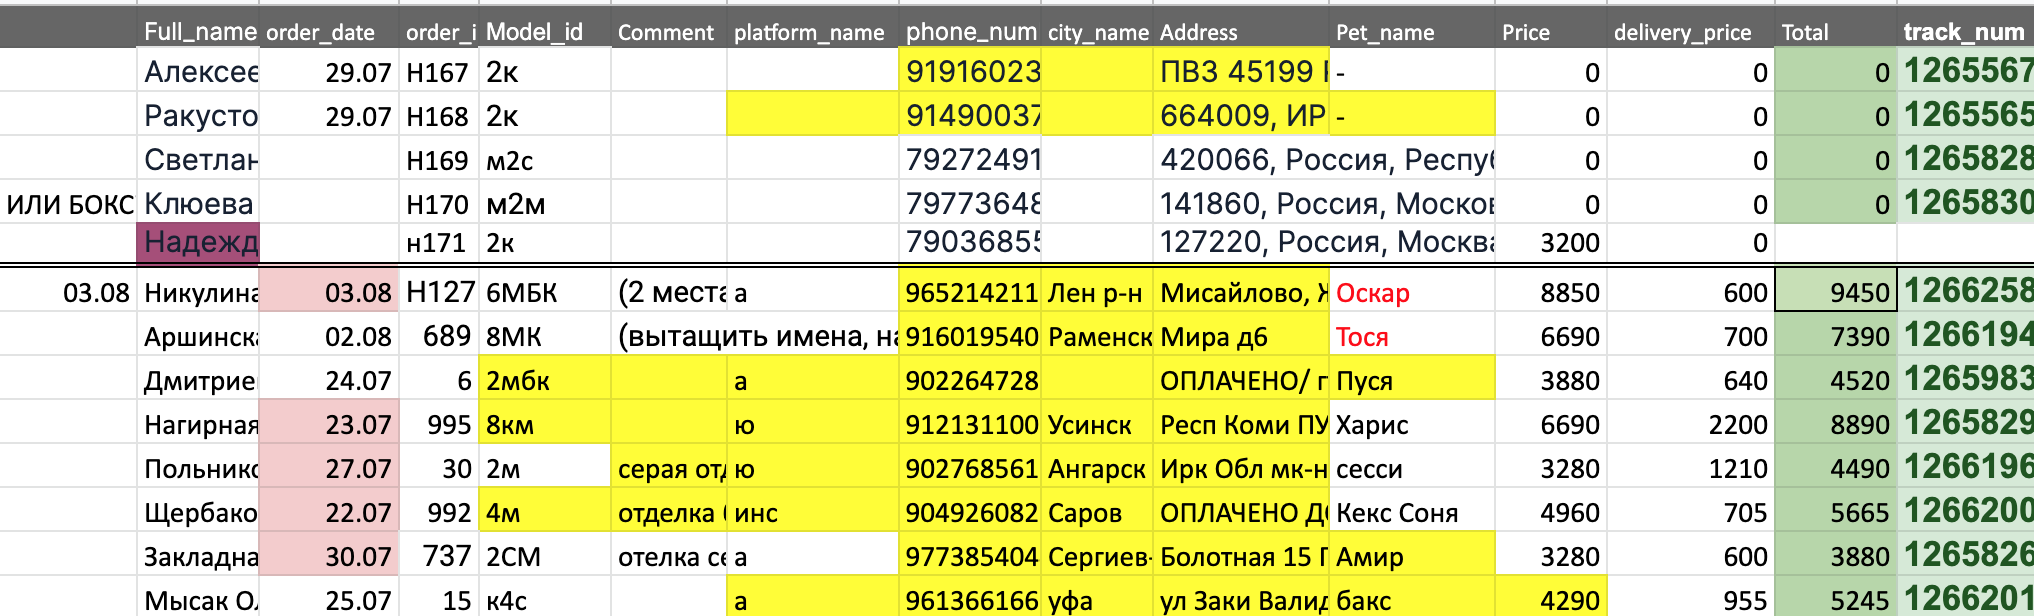 Full_name order_date order_i Model_id Comment platform_name phone_num city_name Address Pet_name Price delivery_price Total track_num
Алексее 29.07 Н167 2к 91916023 ПВЗ 45199 - 0 0 0 1265567
Ракусто 29.07 Н168 2к 91490037 664009, ИР - 0 0 0 1265565
Светлан Н169 м2с 79272491 420066, Россия, Респу 0 0 0 1265828
ИЛИ БОКС Клюева Н170 м2м 79773648 141860, Россия, Москов 0 0 0 1265830
Надежд н171 2к 79036855 127220, Россия, Москва 3200 0
03.08 Никулина 03.08 Н127 6МБК (2 места а 965214211 Лен р-н Мисайлово, Оскар 8850 600 9450 1266258
Аршинска 02.08 689 8МК (вытащить имена, на 916019540 Раменск Мира д6 Тося 6690 700 7390 1266194
Дмитрие 24.07 6 2мбк а 902264728 ОПЛАЧЕНО/ г Пуся 3880 640 4520 1265983
Нагирная 23.07 995 8км ю 912131100 Усинск Респ Коми ПУ Харис 6690 2200 8890 1265829
Польнико 27.07 30 2м серая отд ю 902768561 Ангарск Ирк Обл мк-н сесси 3280 1210 4490 1266196
Щербако 22.07 992 4м отделка инс 904926082 Саров ОПЛАЧЕНО Кекс Соня 4960 705 5665 1266200
Закладна 30.07 737 2СМ отелка се а 977385404 Сергиев- Болотная 15 Амир 3280 600 3880 1265826
Мысак 25.07 15 к4с а 961366166 уфа ул Заки Валид бакс 4290 955 5245 1266201